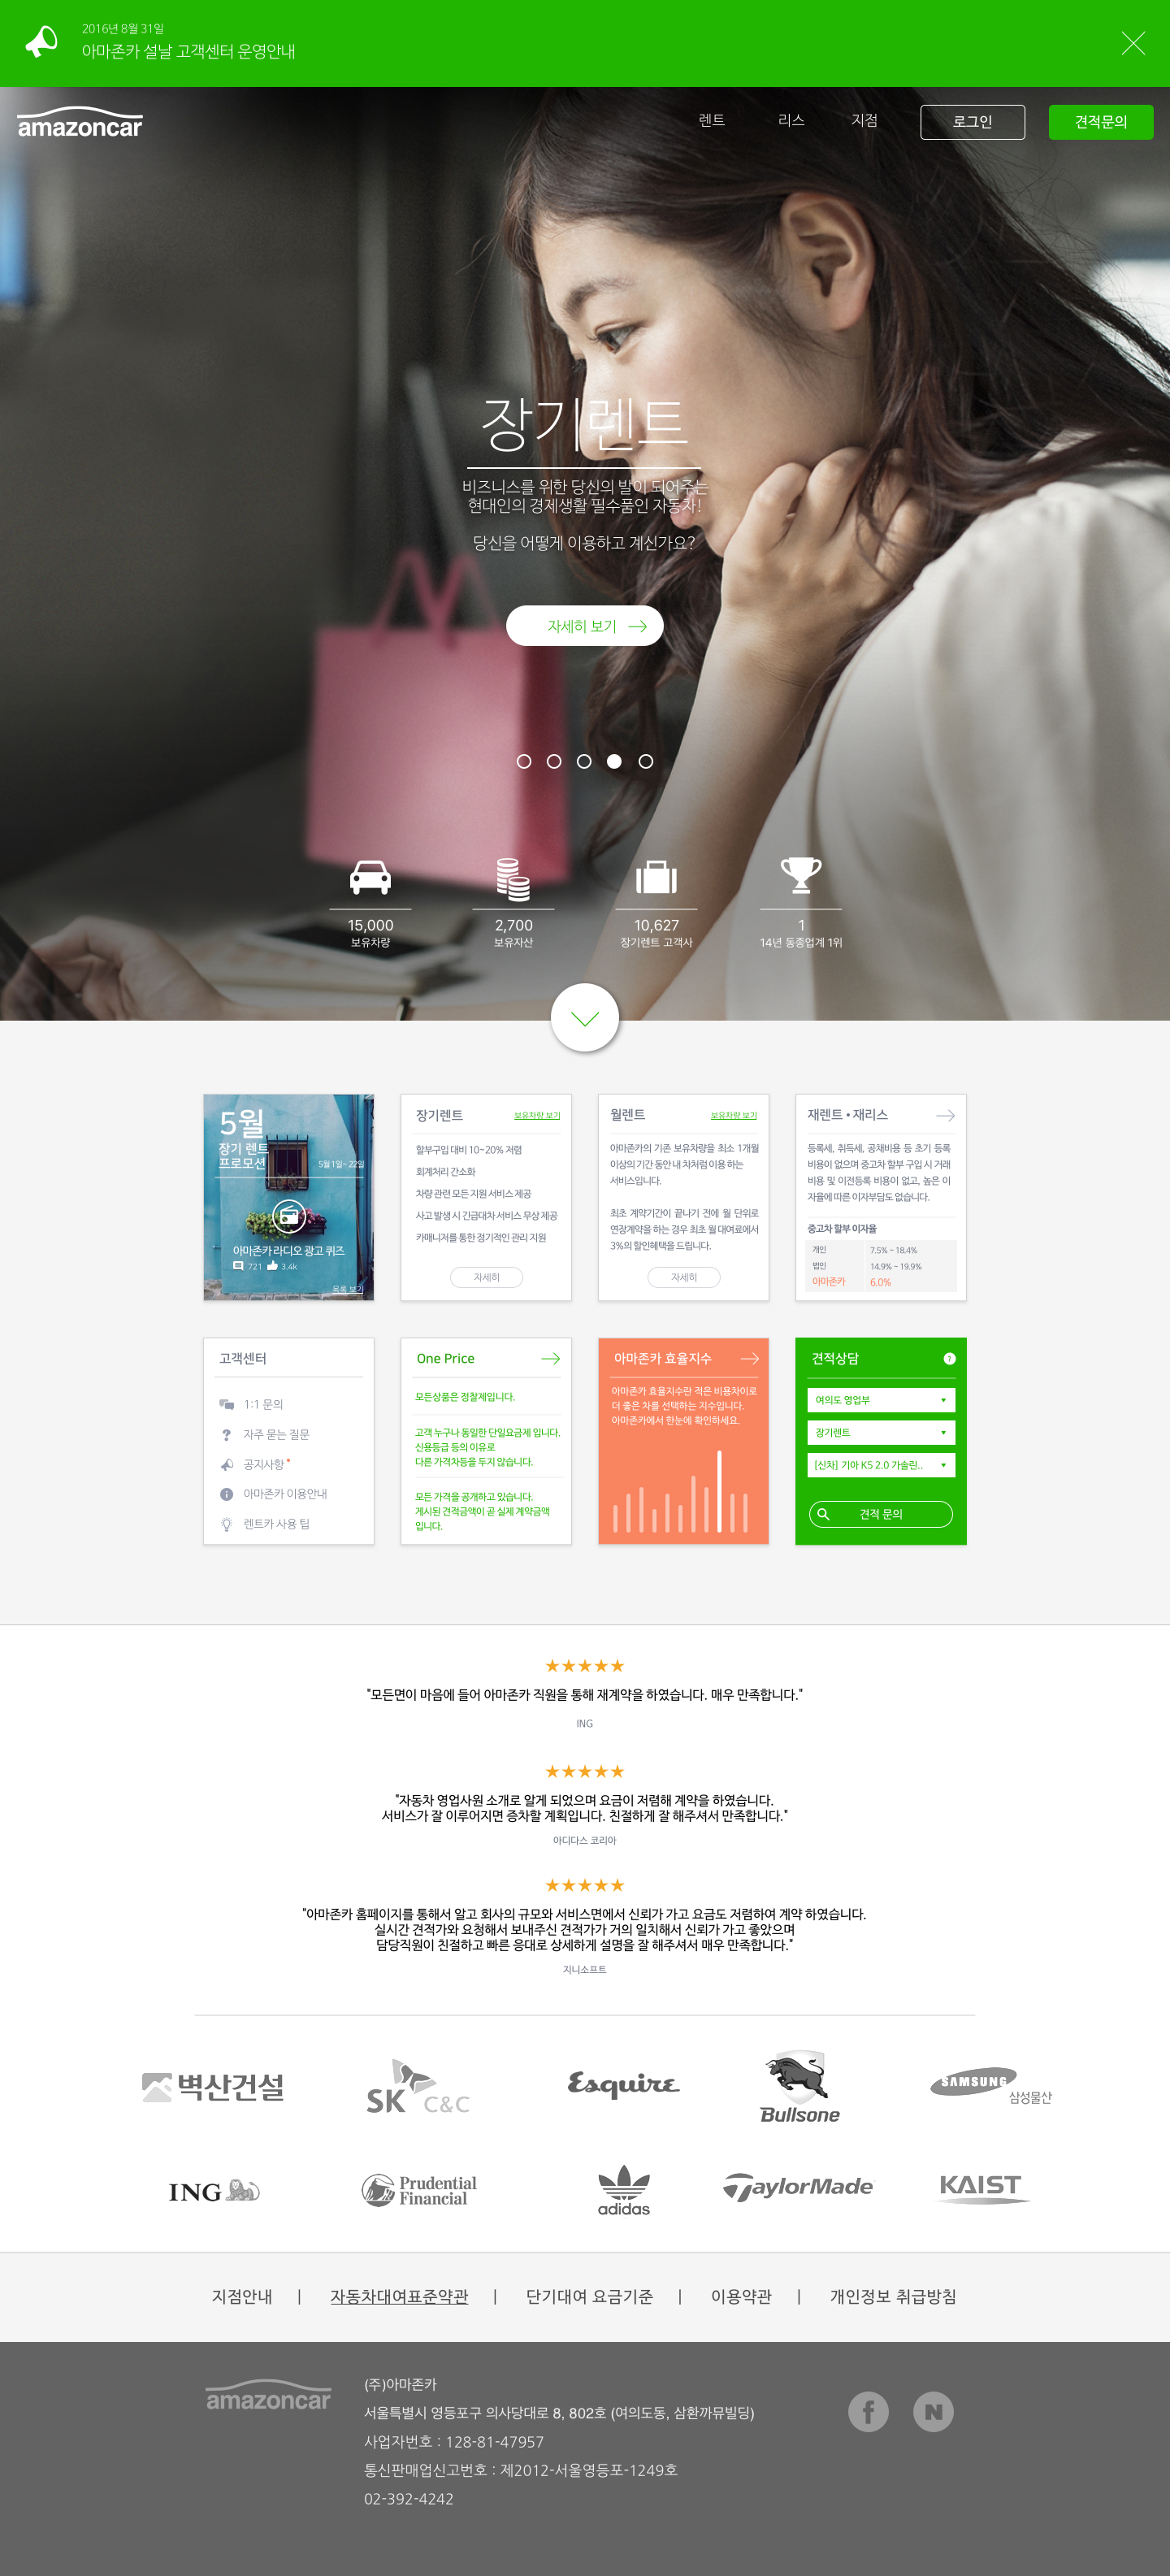 2016년 8월 31일
아마존카 설날 고객센터 운영안내
amazoncar
렌트
리스
지점
로그인
견적문의
장기렌트
비즈니스를 위한 당신의 발이 되어주는
현대인의 경제생활 필수품인 자동차!
당신을 어떻게 이용하고 계신가요?
자세히 보기
15,000
보유차량
2,700
보유자산
10,627
장기렌트 고객사
1
14년 동종업계 1위
5월
장기 렌트
프로모션
5월 1일~22일
아마존카 라디오 광고 퀴즈
721
3.4k
목록 보기
장기렌트
보유차량 보기
할부구입 대비 10~20% 저렴
회계처리 간소화
차량 관련 모든 지원 서비스 제공
사고 발생 시 긴급대차 서비스 무상 제공
카매니저를 통한 정기적인 관리 지원
자세히
월렌트
보유차량 보기
아마존카의 기존 보유차량을 최소 1개월
이상의 기간 동안 내 차처럼 이용 하는
서비스입니다.
최초 계약기간이 끝나기 전에 월 단위로
연장계약을 하는 경우 최초 월 대여료에서
3%의 할인혜택을 드립니다.
자세히
재렌트 • 재리스
등록세, 취득세, 공채비용 등 초기 등록
비용이 없으며 중고차 할부 구입 시 거래
비용 및 이전등록 비용이 없고, 높은 이
자율에 따른 이자부담도 없습니다.
중고차 할부 이자율
개인 7.5% ~ 18.4%
법인 14.9% ~ 19.9%
아마존카 6.0%
고객센터
1:1 문의
자주 묻는 질문
공지사항
아마존카 이용안내
렌트카 사용 팁
One Price
모든상품은 정찰제입니다.
고객 누구나 동일한 단일요금제 입니다.
신용등급 등의 이유로
다른 가격차등을 두지 않습니다.
모든 가격을 공개하고 있습니다.
게시된 견적금액이 곧 실제 계약금액
입니다.
아마존카 효율지수
아마존카 효율지수란 적은 비용차이로
더 좋은 차를 선택하는 지수입니다.
아마존카에서 한눈에 확인하세요.
견적상담
?
여의도 영업부
장기렌트
[신차] 기아 K5 2.0 가솔린..
견적 문의
"모든면이 마음에 들어 아마존카 직원을 통해 재계약을 하였습니다. 매우 만족합니다."
ING
"자동차 영업사원 소개로 알게 되었으며 요금이 저렴해 계약을 하였습니다.
서비스가 잘 이루어지면 증차할 계획입니다. 친절하게 잘 해주셔서 만족합니다."
아디다스 코리아
"아마존카 홈페이지를 통해서 알고 회사의 규모와 서비스면에서 신뢰가 가고 요금도 저렴하여 계약 하였습니다.
실시간 견적가와 요청해서 보내주신 견적가가 거의 일치해서 신뢰가 가고 좋았으며
담당직원이 친절하고 빠른 응대로 상세하게 설명을 잘 해주셔서 매우 만족합니다."
지니소프트
벽산건설
SK C&C
Esquire
Bullsone
SAMSUNG
삼성물산
ING
Prudential
Financial
adidas
TaylorMade
KAIST
지점안내 | 자동차대여표준약관 | 단기대여 요금기준 | 이용약관 | 개인정보 취급방침
amazoncar
(주)아마존카
서울특별시 영등포구 의사당대로 8, 802호 (여의도동, 삼환까뮤빌딩)
사업자번호 : 128-81-47957
통신판매업신고번호 : 제2012-서울영등포-1249호
02-392-4242
f
N